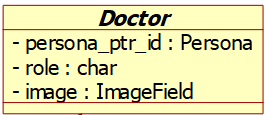 Doctor
- persona_ptr_id : Persona
- role : char
- image : ImageField